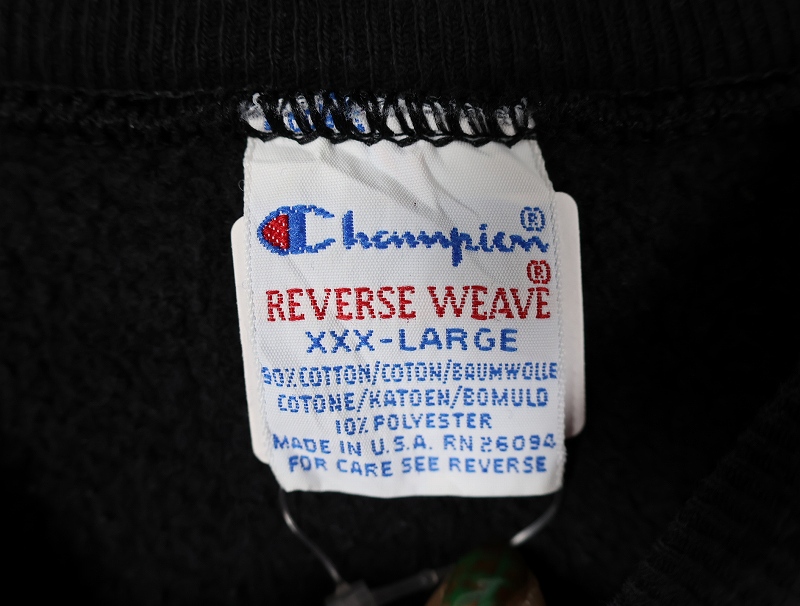 Champion®
®
REVERSE WEAVE
XXX-LARGE
90% COTTON/COTON/BAUMWOLLE
COTONE/KATOEN/BOMULD
10% POLYESTER
MADE IN U.S.A. RN 26094
FOR CARE SEE REVERSE